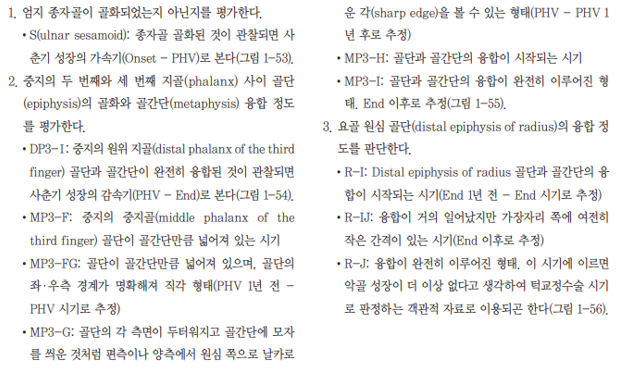 1. 엄지 종자골이 골화되었는지 아닌지를 평가한다.
• S(ulnar sesamoid): 종자골 골화된 것이 관찰되면 사
춘기 성장의 가속기(Onset - PHV)로 본다(그림 1-53).
2. 중지의 두 번째와 세 번째 지골(phalanx) 사이 골단
(epiphysis)의 골화와 골간단(metaphysis) 융합 정도
를 평가한다.
• DP3-I: 중지의 원위 지골(distal phalanx of the third
finger) 골단과 골간단이 완전히 융합된 것이 관찰되면
사춘기 성장의 감속기(PHV - End)로 본다(그림 1-54).
• MP3-F: 중지의 중지골(middle phalanx of the
third finger) 골단이 골간단만큼 넓어져 있는 시기
• MP3-FG: 골단이 골간단만큼 넓어져 있으며, 골단의
좌·우측 경계가 명확해져 직각 형태(PHV 1년 전 -
PHV 시기로 추정)
• MP3-G: 골단의 각 측면이 두터워지고 골간단에 모자
를 씌운 것처럼 편측이나 양측에서 원심 쪽으로 날카로
운 각(sharp edge)을 볼 수 있는 형태(PHV - PHV 1
년 후로 추정)
• MP3-H: 골단과 골간단의 융합이 시작되는 시기
• MP3-I: 골단과 골간단의 융합이 완전히 이루어진 형
태. End 이후로 추정(그림 1-55).
3. 요골 원심 골단(distal epiphysis of radius)의 융합 정
도를 판단한다.
• R-I: Distal epiphysis of radius 골단과 골간단의 융
합이 시작되는 시기(End 1년 전 - End 시기로 추정)
• R-IJ: 융합이 거의 일어났지만 가장자리 쪽에 여전히
작은 간격이 있는 시기(End 이후로 추정)
• R-J: 융합이 완전히 이루어진 형태. 이 시기에 이르면
악골 성장이 더 이상 없다고 생각하여 턱교정수술 시기
로 판정하는 객관적 자료로 이용되곤 한다(그림 1-56).